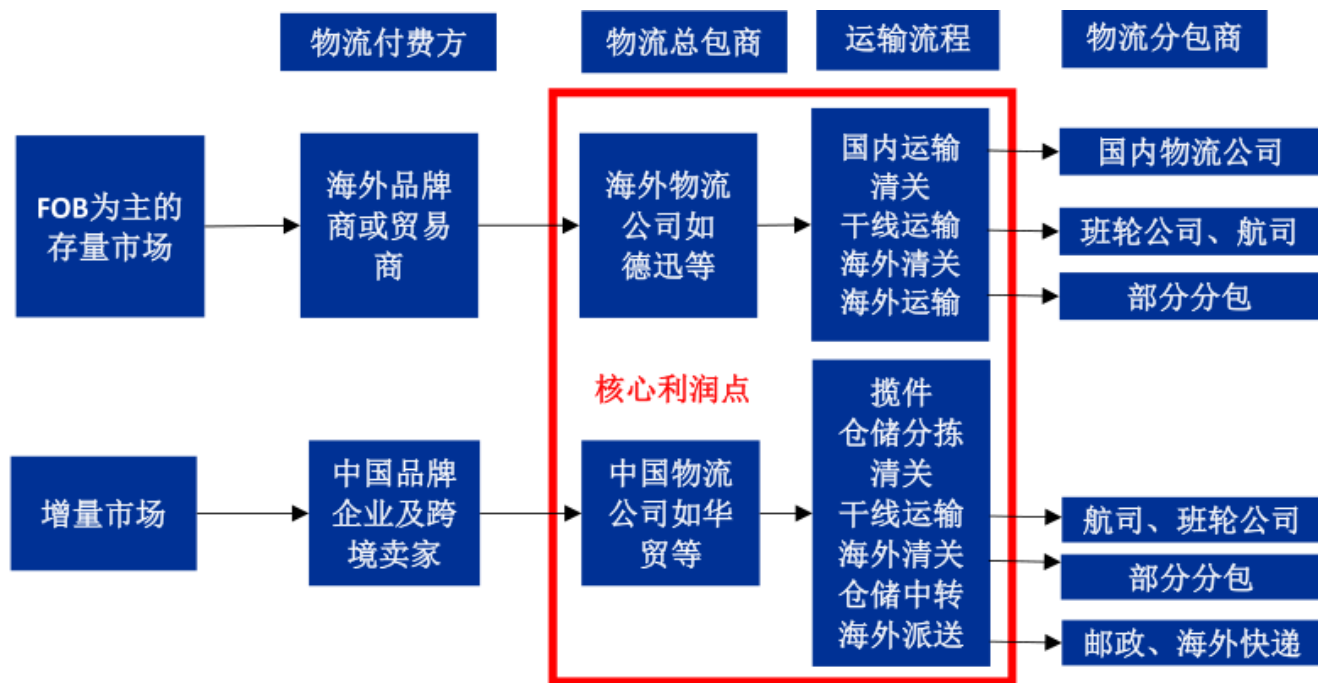 物流付费方
物流总包商
运输流程
物流分包商
FOB为主的
存量市场
海外品牌
商或贸易
商
海外物流
公司如
德迅等
国内运输
清关
干线运输
海外清关
海外运输
国内物流公司
班轮公司、航司
部分分包
核心利润点
增量市场
中国品牌
企业及跨
境卖家
中国物流
公司如华
贸等
揽件
仓储分拣
清关
干线运输
海外清关
仓储中转
海外派送
航司、班轮公司
部分分包
邮政、海外快递